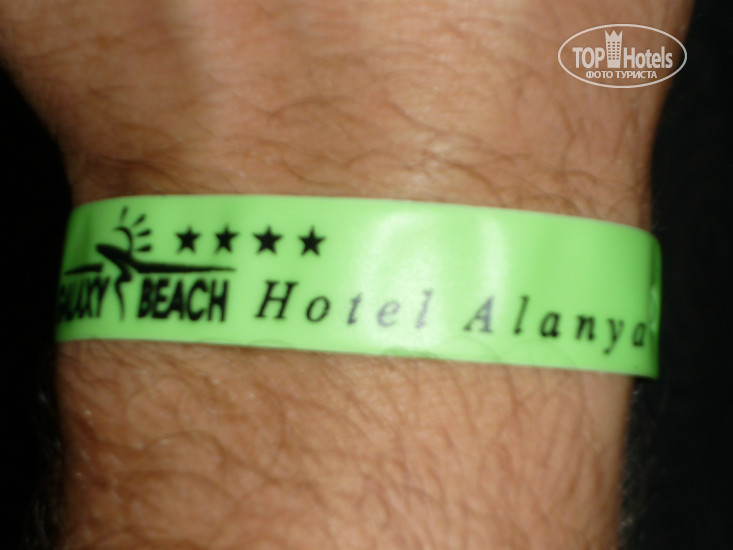 TOP Hotels
ФОТО ТУРИСТА
★★★★
GALAXY BEACH Hotel Alanya